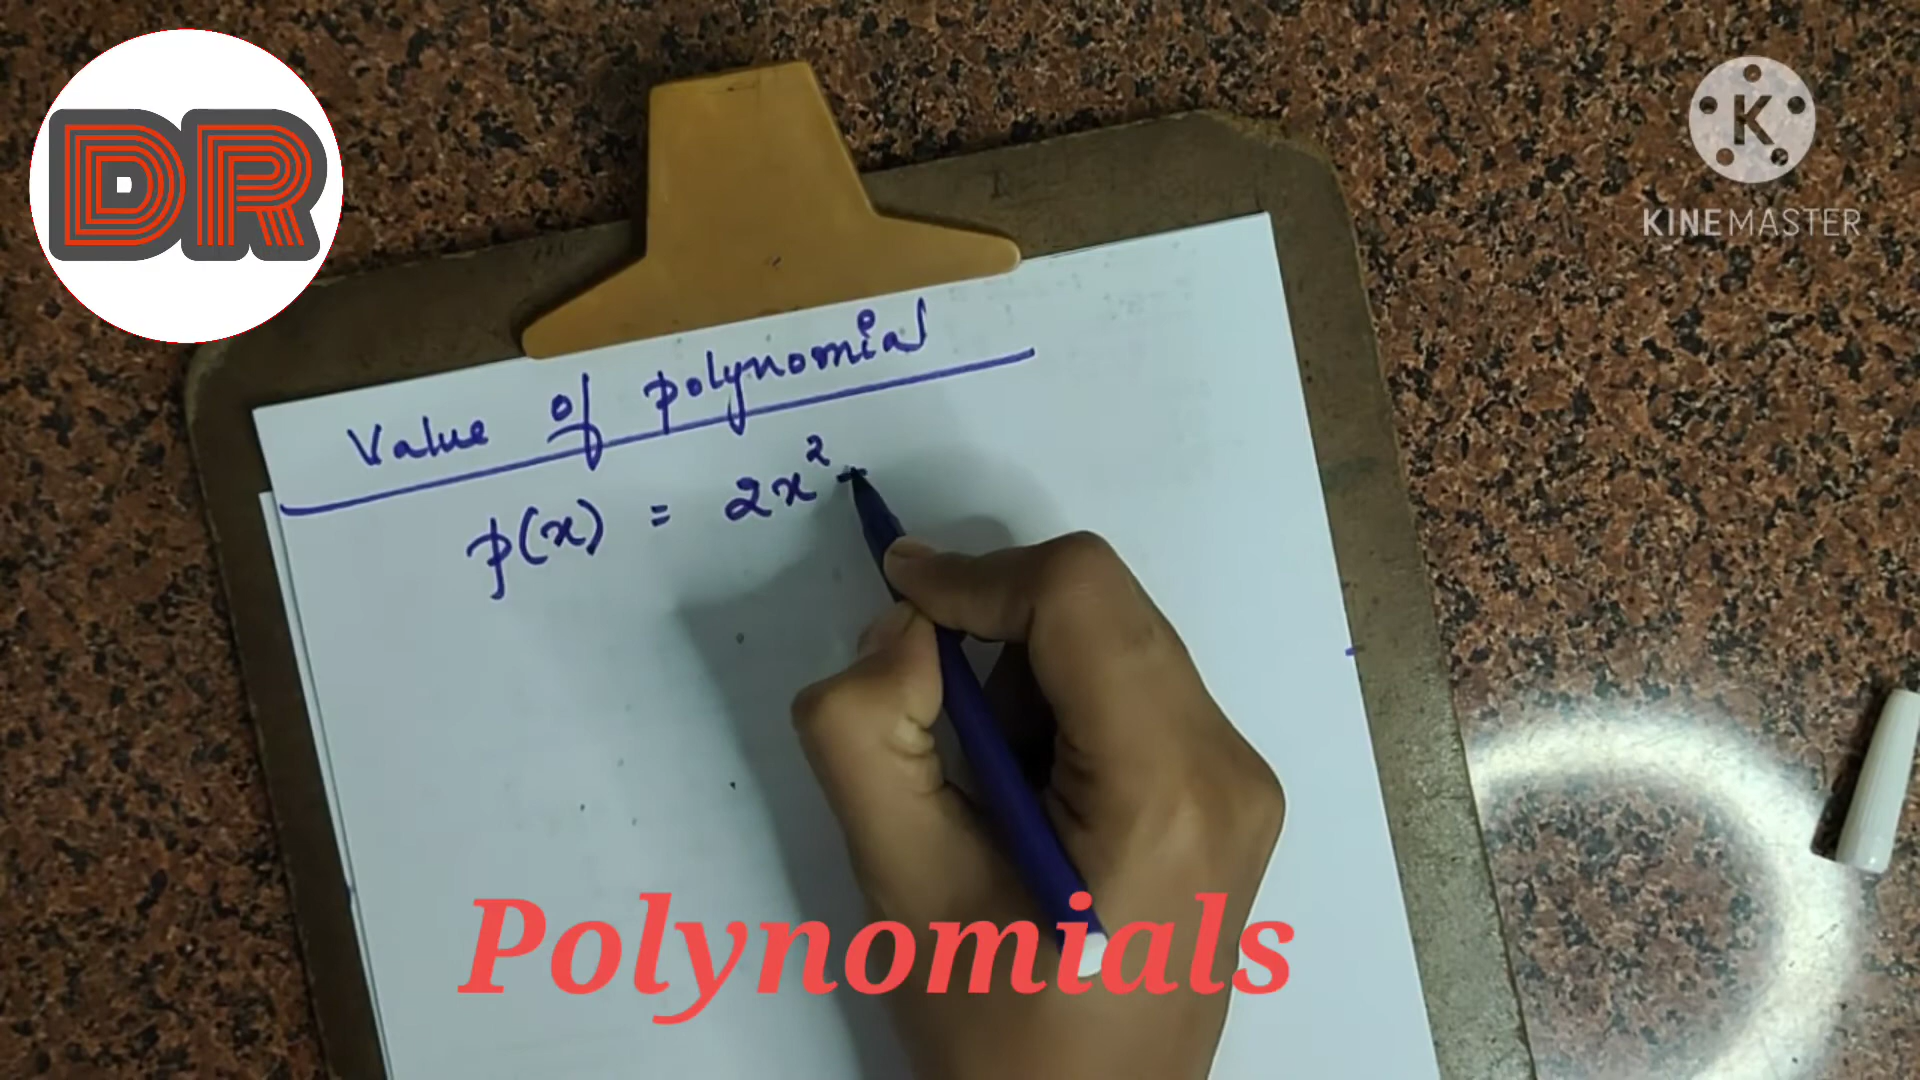 DR
K
KINEMASTER
Value of polynomial
p(x) = 2x² +
Polynomials